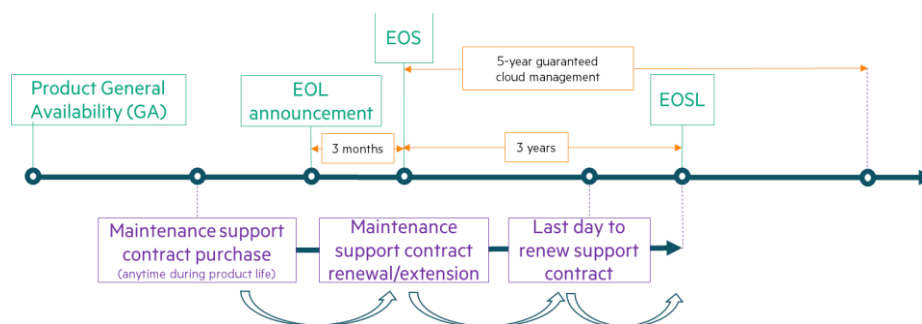 EOS
5-year guaranteed
cloud management
Product General
Availability (GA)
EOL
announcement
EOSL
3 months
3 years
Maintenance support
contract purchase
(anytime during product life)
Maintenance
support contract
renewal/extension
Last day to
renew support
contract